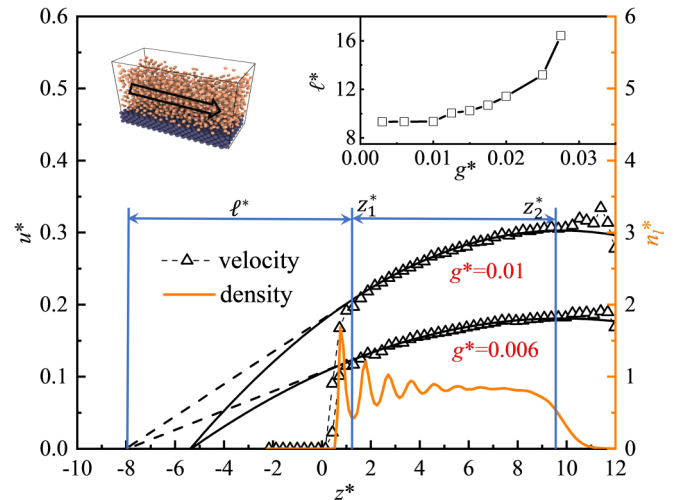 0.6
0.5
0.4
0.3
0.2
0.1
0.0
u*
-10 -8 -6 -4 -2 0 2 4 6 8 10 12
z*
6
5
4
3
2
1
0
n_l*
16
12
8
ℓ*
0.00 0.01 0.02 0.03
g*
ℓ*
z₁*
z₂*
velocity
density
g*=0.01
g*=0.006